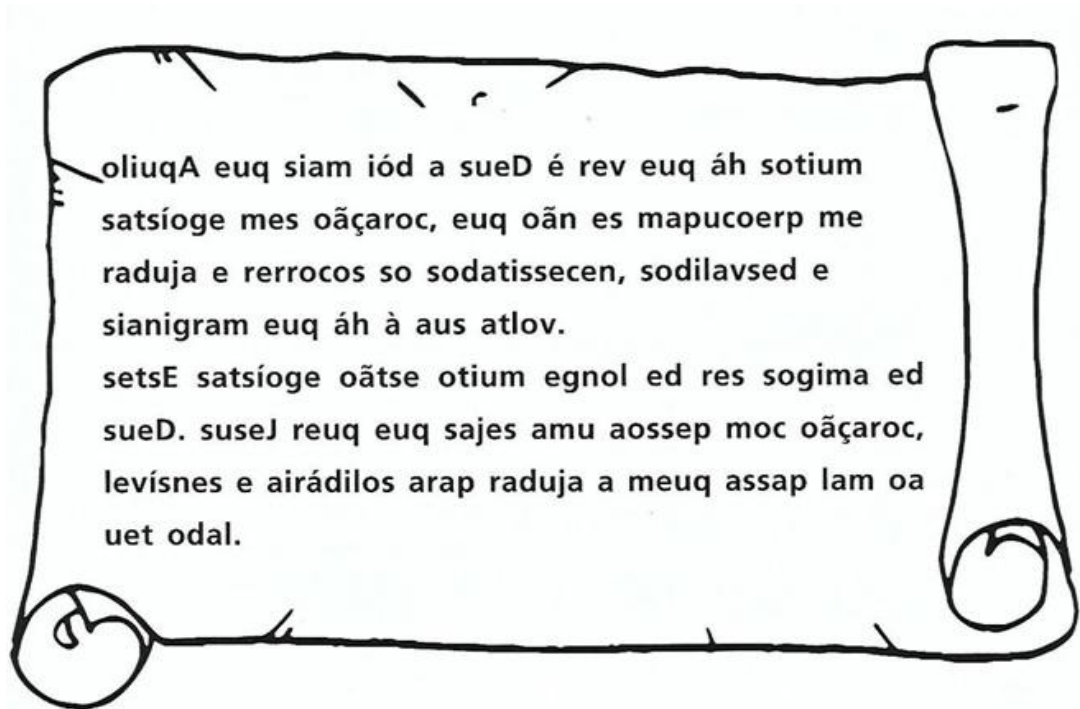 oliuqA euq siam iód a sueD é rev euq áh sotium
satsíoge mes oãçaroc, euq oãn es mapucoerp me
raduja e rerrocos so sodatissecen, sodilavsed e
sianigram euq áh à aus atlov.
setsE satsíoge oãtse otium egnol ed res sogima ed
sueD. suseJ reuq euq sajes amu aossep moc oãçaroc,
levísnes e airádilos arap raduja a meuq assap lam oa
uet odal.